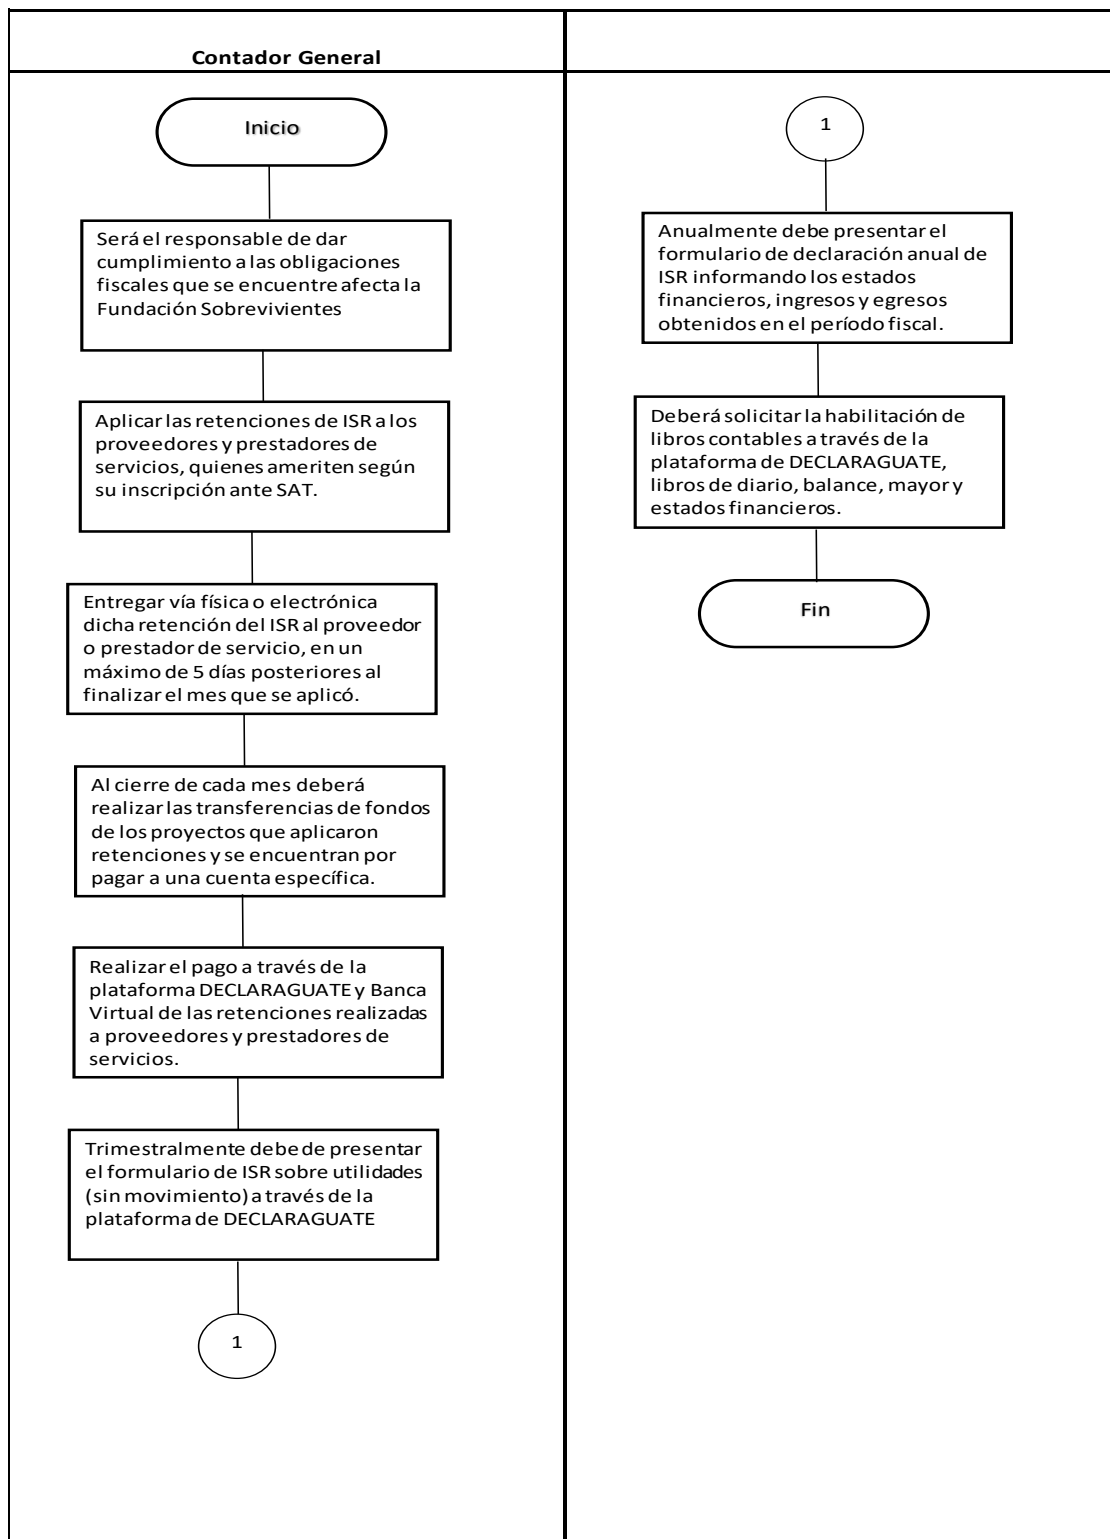 Contador General
Inicio
Será el responsable de dar
cumplimiento a las obligaciones
fiscales que se encuentre afecta la
Fundación Sobrevivientes
Aplicar las retenciones de ISR a los
proveedores y prestadores de
servicios, quienes ameriten según
su inscripción ante SAT.
Entregar vía física o electrónica
dicha retención del ISR al proveedor
o prestador de servicio, en un
máximo de 5 días posteriores al
finalizar el mes que se aplicó.
Al cierre de cada mes deberá
realizar las transferencias de fondos
de los proyectos que aplicaron
retenciones y se encuentran por
pagar a una cuenta específica.
Realizar el pago a través de la
plataforma DECLARAGUATE y Banca
Virtual de las retenciones realizadas
a proveedores y prestadores de
servicios.
Trimestralmente debe de presentar
el formulario de ISR sobre utilidades
(sin movimiento) a través de la
plataforma de DECLARAGUATE
1
1
Anualmente debe presentar el
formulario de declaración anual de
ISR informando los estados
financieros, ingresos y egresos
obtenidos en el período fiscal.
Deberá solicitar la habilitación de
libros contables a través de la
plataforma de DECLARAGUATE,
libros de diario, balance, mayor y
estados financieros.
Fin